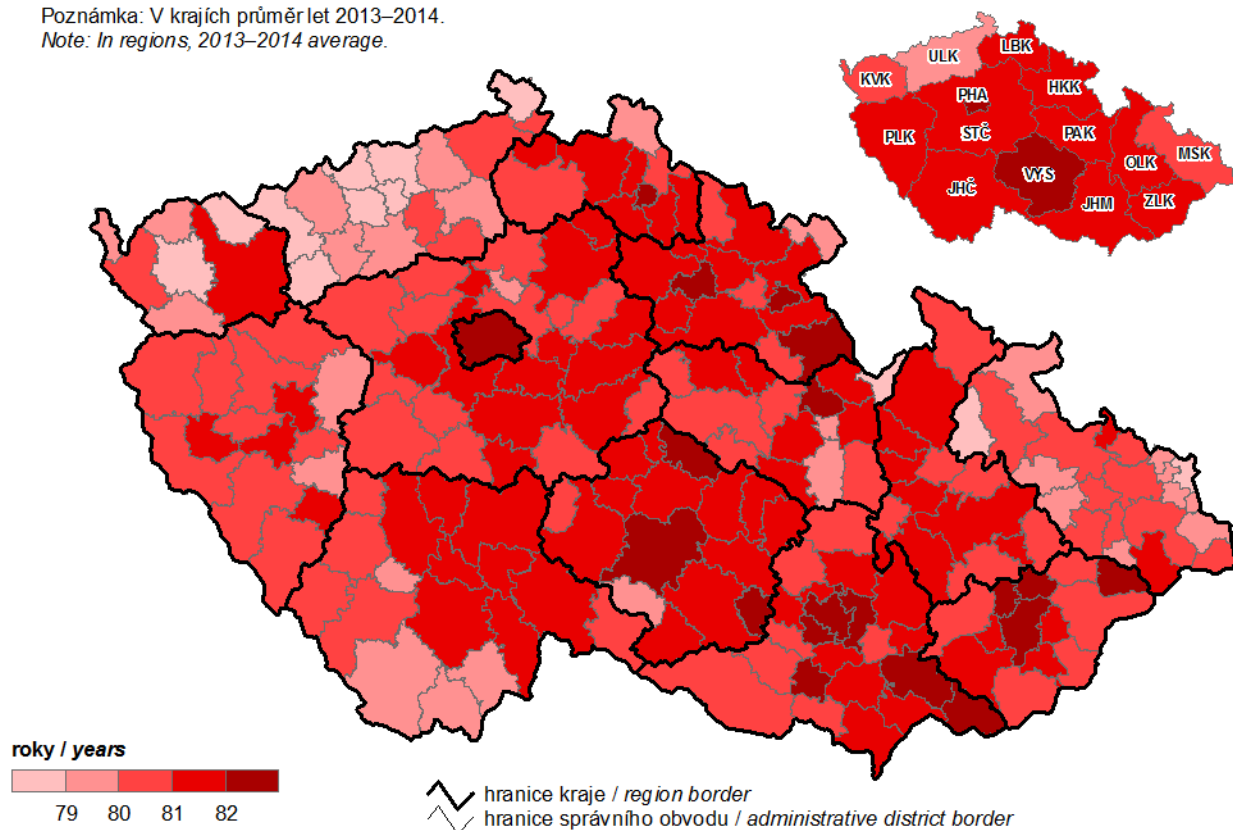 Poznámka: V krajích průměr let 2013–2014.
Note: In regions, 2013–2014 average.
LBK
ULK
KVK
HKK
PHA
PLK
STČ
PAK
MSK
OLK
VYS
JHČ
ZLK
JHM
roky / years
79 80 81 82
hranice kraje / region border
hranice správního obvodu / administrative district border